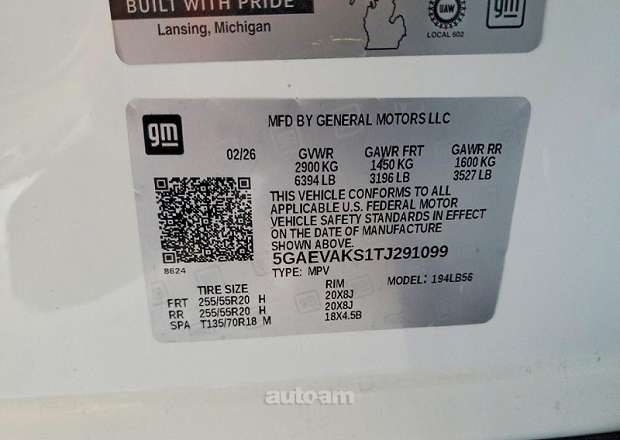 BUILT WITH PRIDE
Lansing, Michigan
UAW
LOCAL 602
gm
gm
MFD BY GENERAL MOTORS LLC
02/26 GVWR GAWR FRT GAWR RR
2900 KG 1450 KG 1600 KG
6394 LB 3196 LB 3527 LB
THIS VEHICLE CONFORMS TO ALL
APPLICABLE U.S. FEDERAL MOTOR
VEHICLE SAFETY STANDARDS IN EFFECT
ON THE DATE OF MANUFACTURE
SHOWN ABOVE.
5GAEVAKS1TJ291099
8624
TYPE: MPV MODEL: 194LB56
TIRE SIZE RIM
FRT 255/55R20 H 20X8J
RR 255/55R20 H 20X8J
SPA T135/70R18 M 18X4.5B
auto-am